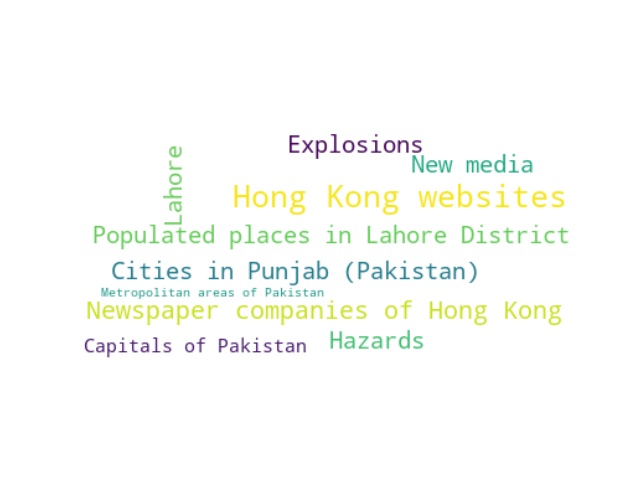 Explosions
New media
Lahore
Hong Kong websites
Populated places in Lahore District
Cities in Punjab (Pakistan)
Metropolitan areas of Pakistan
Newspaper companies of Hong Kong
Capitals of Pakistan
Hazards